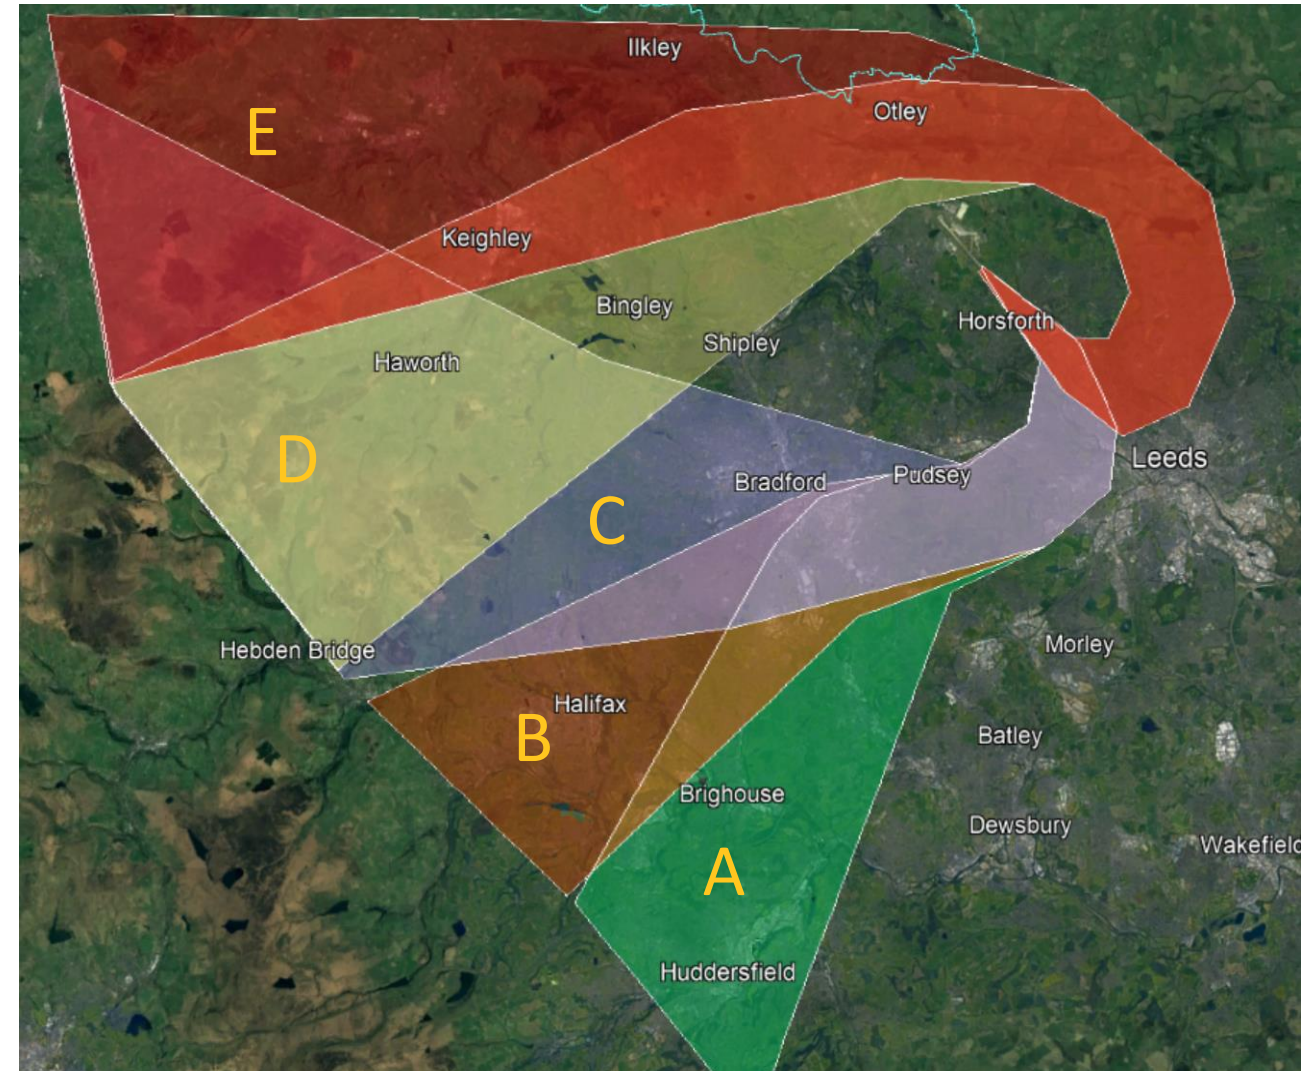 Ilkley
E
Otley
Keighley
Bingley
Horsforth
Shipley
Haworth
D
Leeds
Pudsey
Bradford
C
Morley
Hebden Bridge
Halifax
B
Batley
Brighouse
Dewsbury
Wakefield
A
Huddersfield